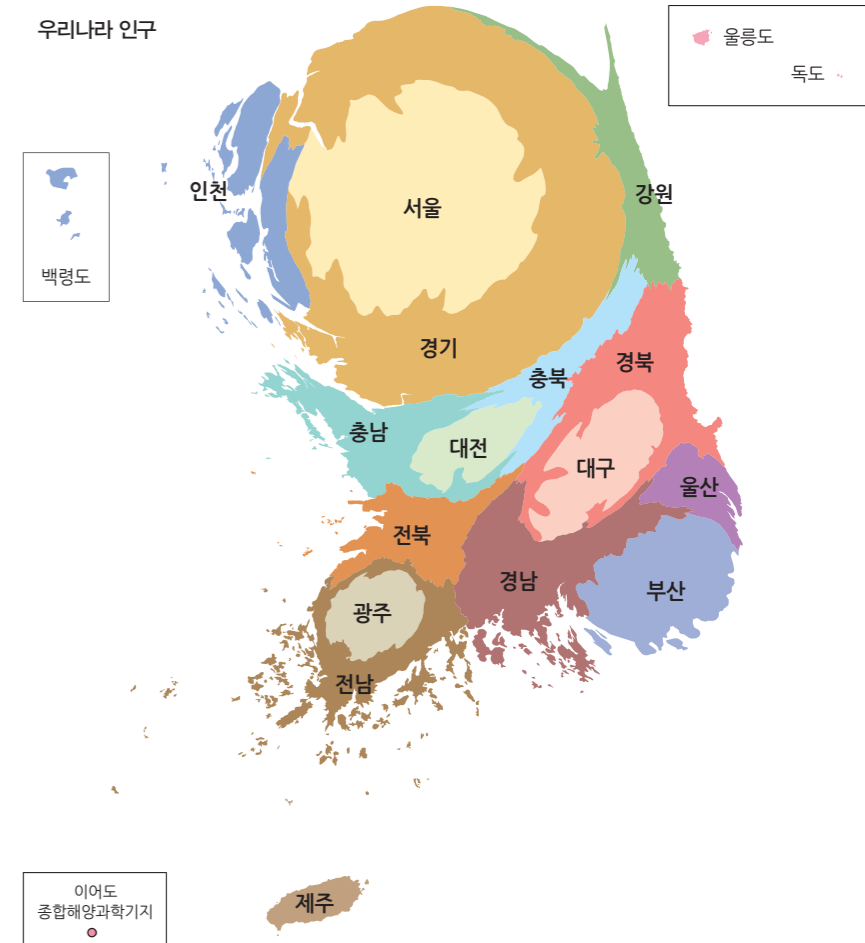 우리나라 인구
울릉도
독도
인천
서울
강원
백령도
경기
충북
경북
충남
대전
대구
울산
전북
경남
부산
광주
전남
제주
이어도
종합해양과학기지